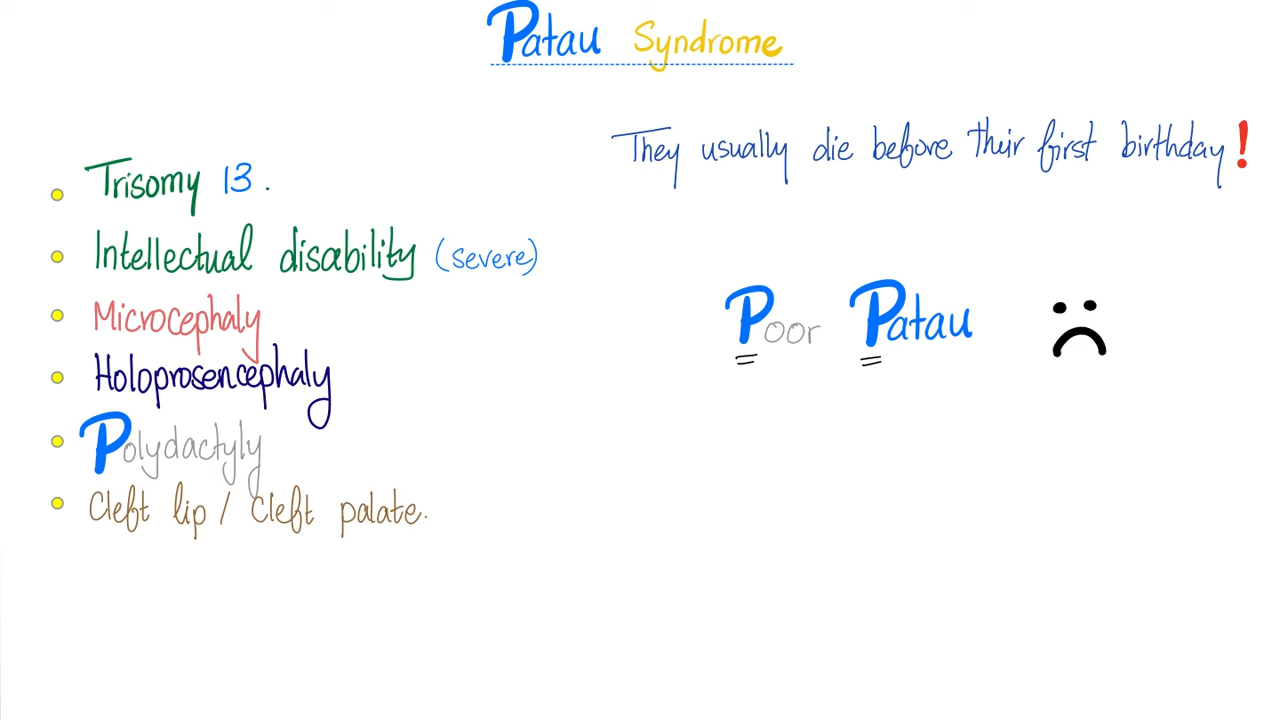 Patau Syndrome
They usually die before their first birthday!
Trisomy 13.
Intellectual disability (severe)
Microcephaly
Holoprosencephaly
Polydactyly
Cleft lip / Cleft palate.
Poor Patau